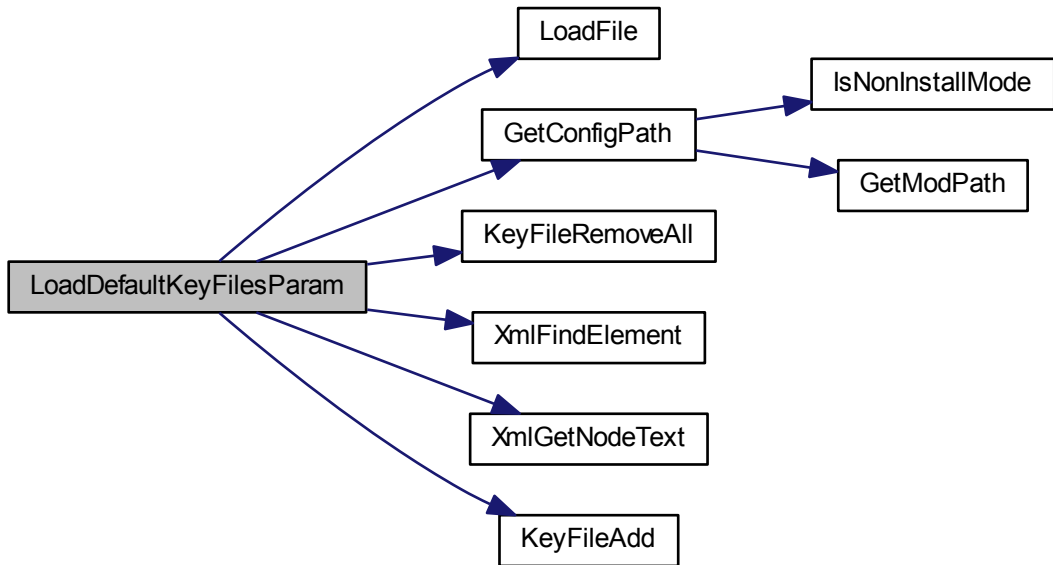 LoadFile
IsNonInstallMode
GetConfigPath
GetModPath
KeyFileRemoveAll
LoadDefaultKeyFilesParam
XmlFindElement
XmlGetNodeText
KeyFileAdd